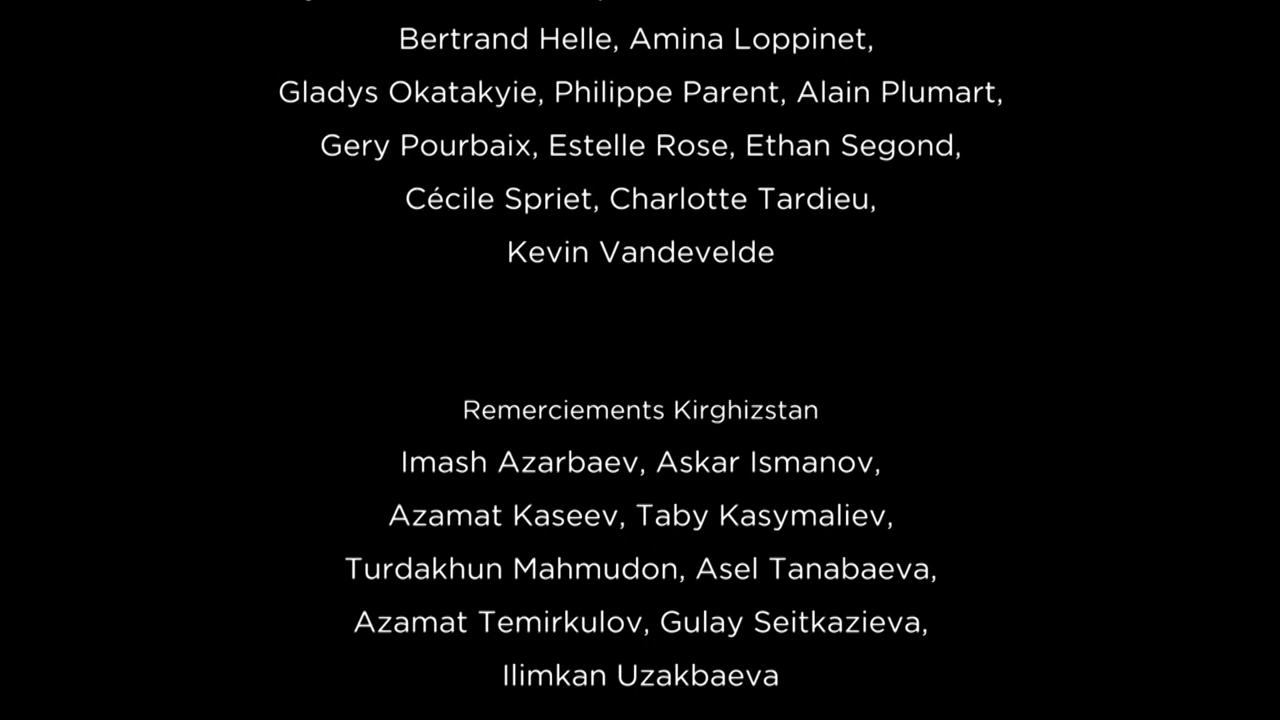 Bertrand Helle, Amina Loppinet,
Gladys Okatakyie, Philippe Parent, Alain Plumart,
Gery Pourbaix, Estelle Rose, Ethan Segond,
Cécile Spriet, Charlotte Tardieu,
Kevin Vandevelde
Remerciements Kirghizstan
Imash Azarbaev, Askar Ismanov,
Azamat Kaseev, Taby Kasymaliev,
Turdakhun Mahmudon, Asel Tanabaeva,
Azamat Temirkulov, Gulay Seitkazieva,
Ilimkan Uzakbaeva